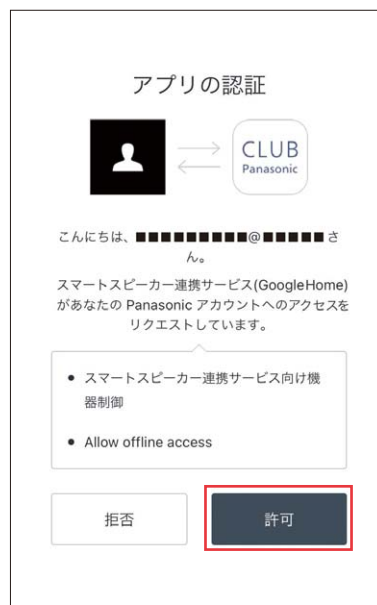 アプリの認証
CLUB
Panasonic
こんにちは、■■■■■■■■■@■■■■■さ
ん。
スマートスピーカー連携サービス(GoogleHome)
があなたの Panasonic アカウントへのアクセスを
リクエストしています。
● スマートスピーカー連携サービス向け機
器制御
● Allow offline access
拒否
許可